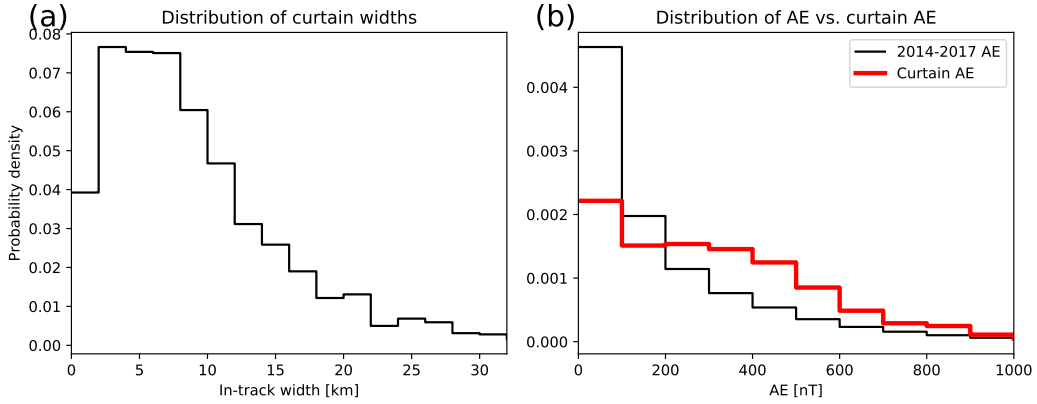 (a)
Distribution of curtain widths
0.08
0.07
0.06
0.05
0.04
0.03
0.02
0.01
0.00
Probability density
0 5 10 15 20 25 30
In-track width [km]
(b)
Distribution of AE vs. curtain AE
2014-2017 AE
Curtain AE
0.004
0.003
0.002
0.001
0.000
0 200 400 600 800 1000
AE [nT]